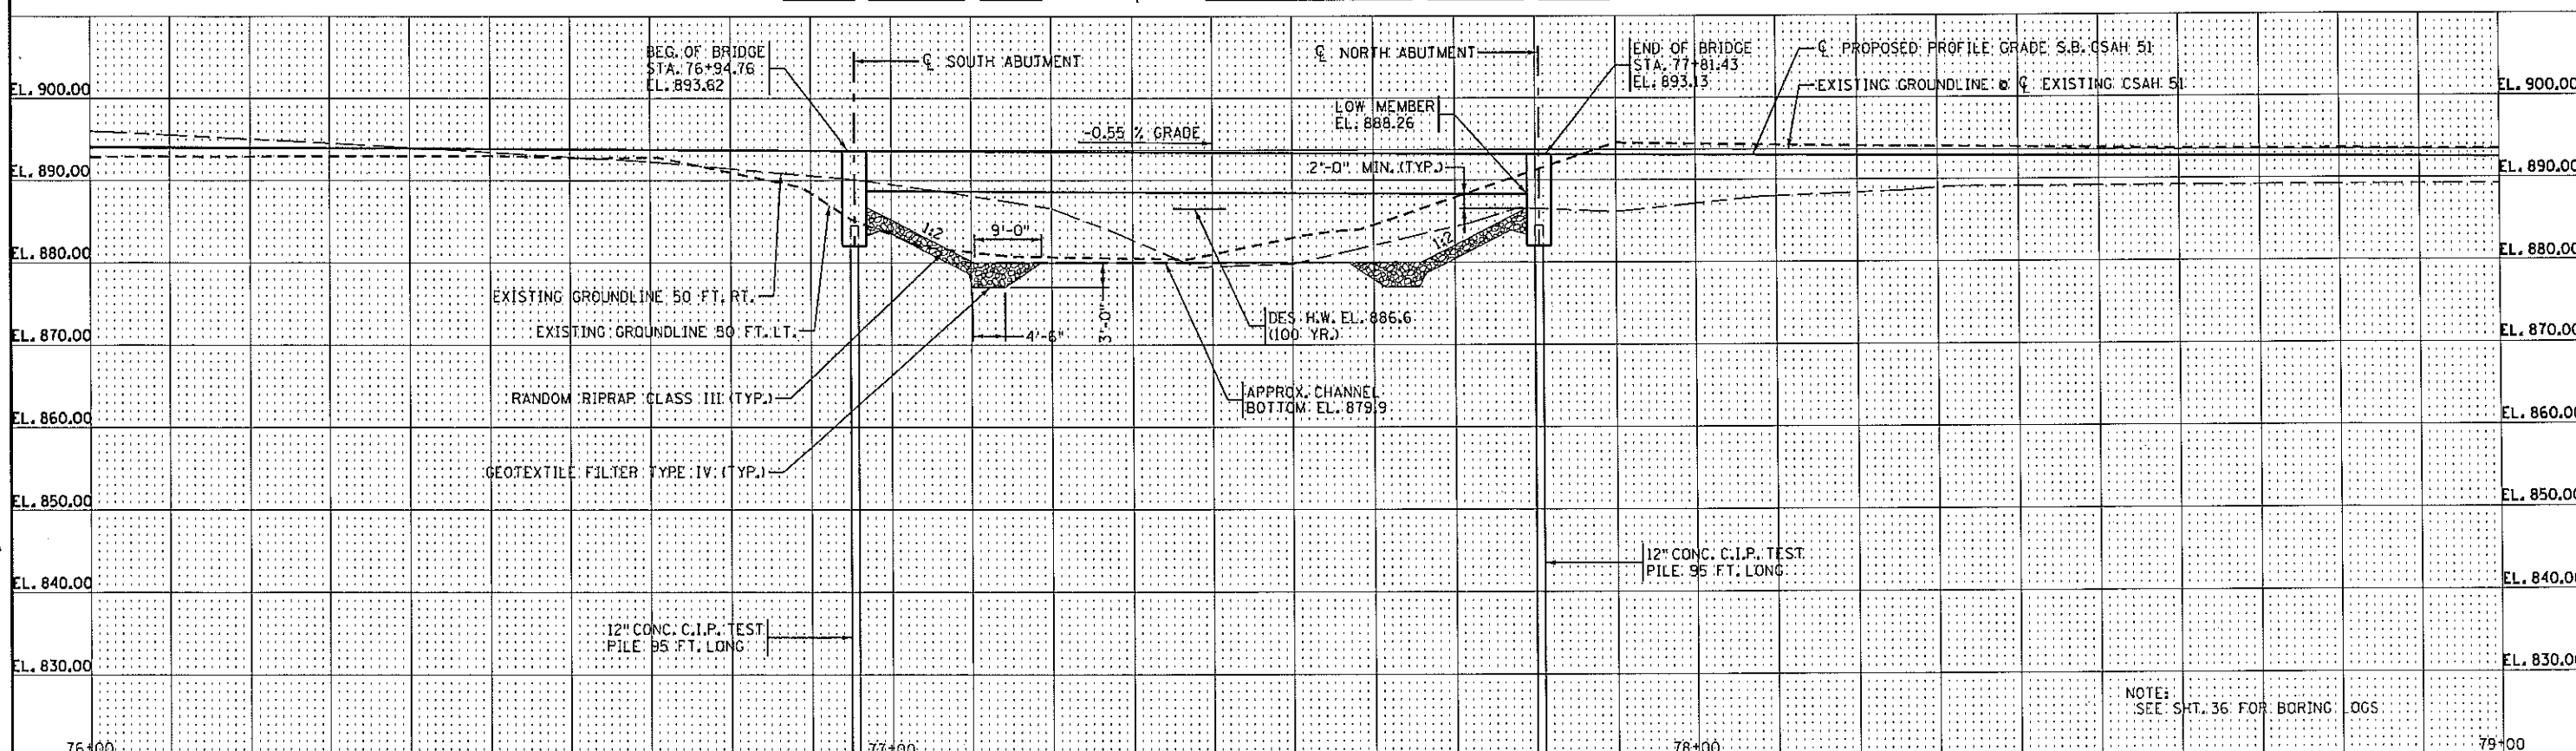 BEG. OF BRIDGE
STA. 76+94.76
EL. 893.62
℄ SOUTH ABUTMENT
℄ NORTH ABUTMENT
END OF BRIDGE
STA. 77+81.43
EL. 893.13
℄ PROPOSED PROFILE GRADE S.B. CSAH 51
EXISTING GROUNDLINE @ ℄ EXISTING CSAH 51
EL. 900.00
EL. 900.00
LOW MEMBER
EL. 888.26
-0.55 % GRADE
2'-0" MIN. (TYP.)
EL. 890.00
EL. 890.00
1:2
9'-0"
1:2
EL. 880.00
EL. 880.00
EXISTING GROUNDLINE 50 FT. RT.
EXISTING GROUNDLINE 50 FT. LT.
4'-6"
3'-0"
DES. H.W. EL. 886.6
(100 YR.)
EL. 870.00
EL. 870.00
RANDOM RIPRAP CLASS III (TYP.)
APPROX. CHANNEL
BOTTOM EL. 879.9
EL. 860.00
EL. 860.00
GEOTEXTILE FILTER TYPE IV (TYP.)
EL. 850.00
EL. 850.00
12" CONC. C.I.P. TEST
PILE 95 FT. LONG
EL. 840.00
EL. 840.00
12" CONC. C.I.P. TEST
PILE 95 FT. LONG
EL. 830.00
EL. 830.00
NOTE:
SEE SHT. 36 FOR BORING LOGS
76+00
77+00
78+00
79+00